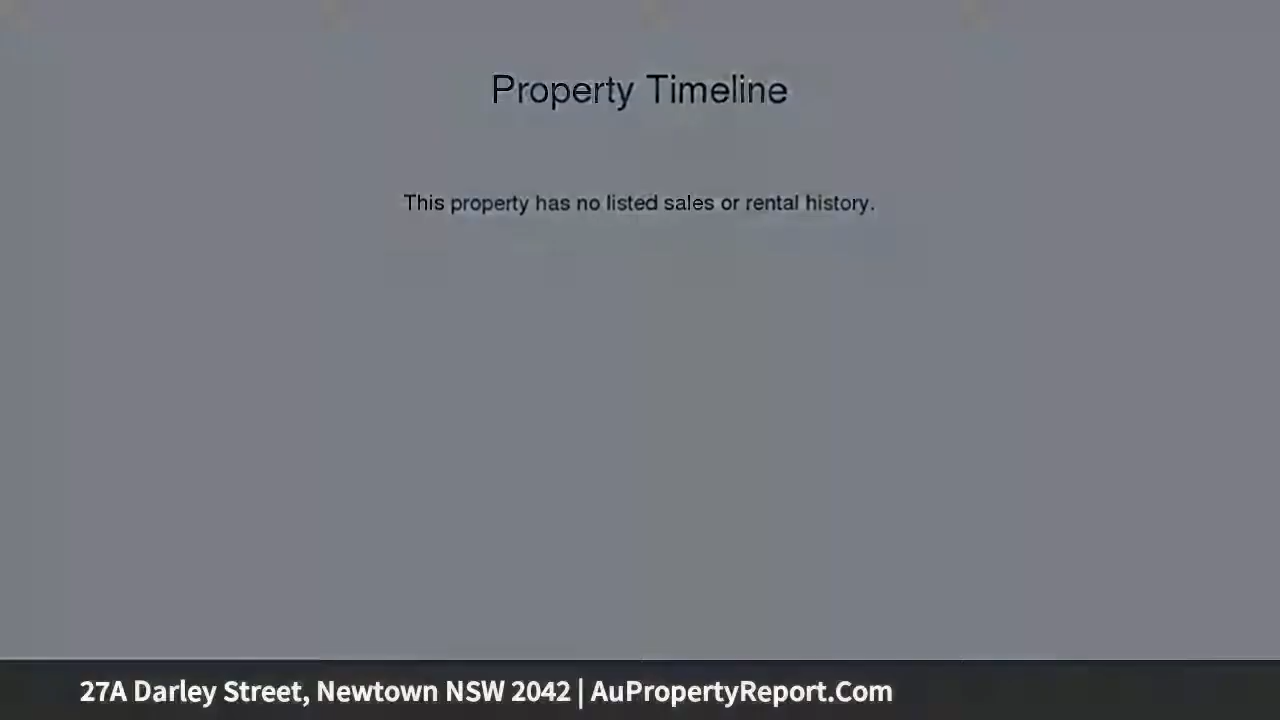 Property Timeline
This property has no listed sales or rental history.
27A Darley Street, Newtown NSW 2042 | AuPropertyReport.Com